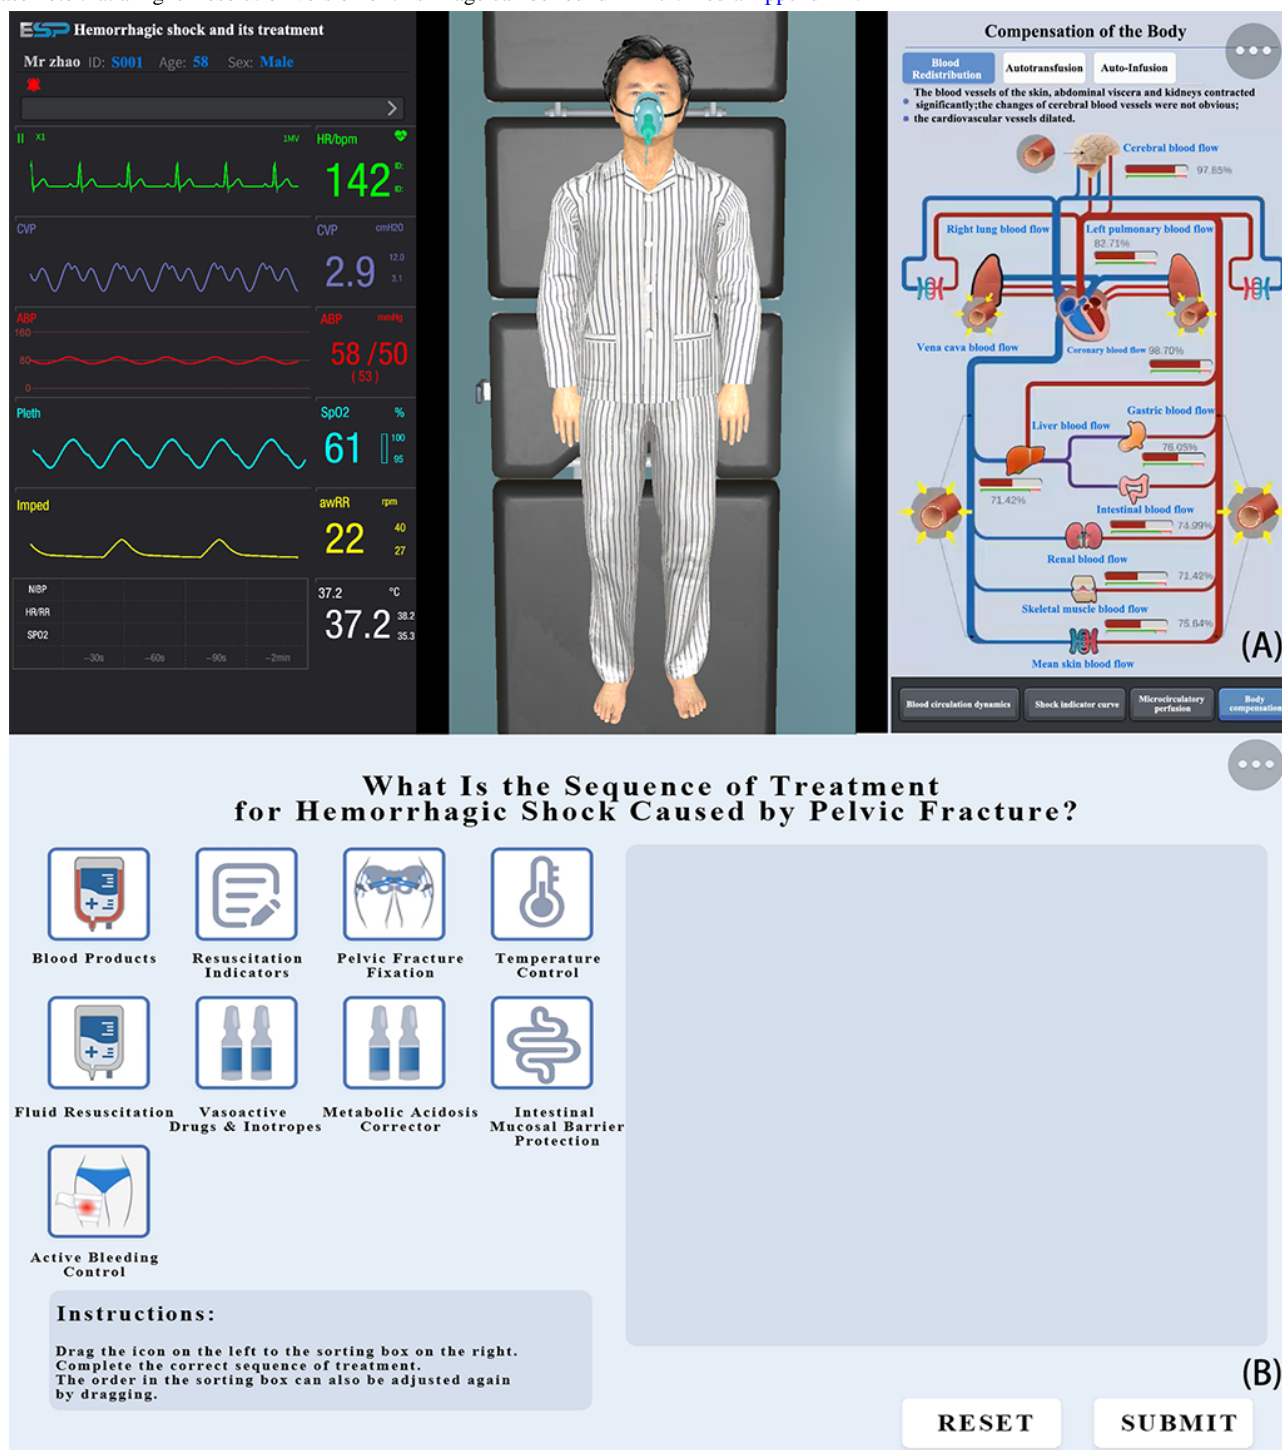 ESP Hemorrhagic shock and its treatment
Mr zhao ID: S001 Age: 58 Sex: Male
II X1 1MV HR/bpm
142
CVP CVP cmH2O
2.9 12.0
3.1
ABP ABP mmHg
160
80 58 /50
(53)
0
Pleth SpO2 %
61 100
95
Imped awRR rpm
22 40
27
NIBP
HR/RR
SPO2
-30s -60s -90s -2min
37.2 °C
37.2 38.2
35.3
Compensation of the Body
Blood
Redistribution
Autotransfusion
Auto-Infusion
The blood vessels of the skin, abdominal viscera and kidneys contracted
significantly;the changes of cerebral blood vessels were not obvious;
the cardiovascular vessels dilated.
Cerebral blood flow
97.85%
Right lung blood flow
Left pulmonary blood flow
82.71%
Vena cava blood flow
Coronary blood flow 98.70%
Gastric blood flow
Liver blood flow
76.05%
71.42%
Intestinal blood flow
74.99%
Renal blood flow
71.42%
Skeletal muscle blood flow
75.64%
Mean skin blood flow
(A)
Blood circulation dynamics
Shock indicator curve
Microcirculatory
perfusion
Body
compensation
What Is the Sequence of Treatment
for Hemorrhagic Shock Caused by Pelvic Fracture?
Blood Products
Resuscitation
Indicators
Pelvic Fracture
Fixation
Temperature
Control
Fluid Resuscitation
Vasoactive
Drugs & Inotropes
Metabolic Acidosis
Corrector
Intestinal
Mucosal Barrier
Protection
Active Bleeding
Control
Instructions:
Drag the icon on the left to the sorting box on the right.
Complete the correct sequence of treatment.
The order in the sorting box can also be adjusted again
by dragging.
(B)
RESET
SUBMIT